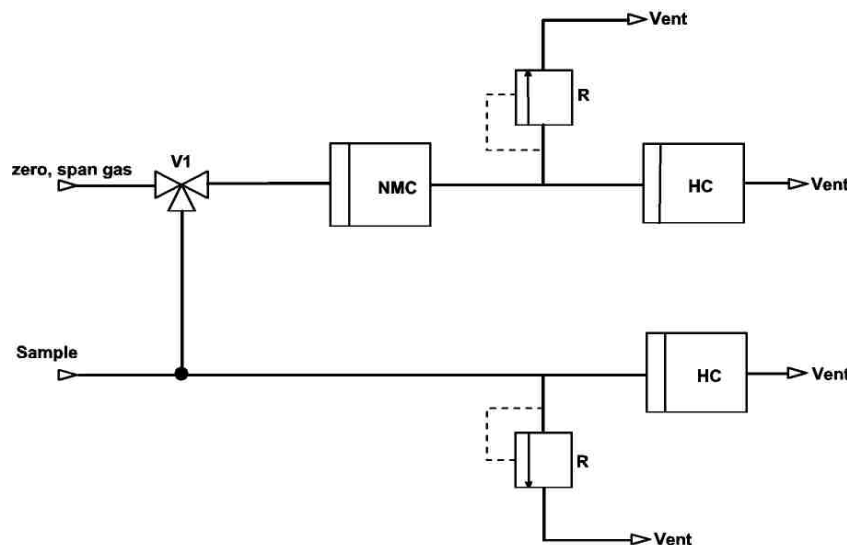 Vent
R
V1
zero, span gas
NMC
HC
Vent
Sample
HC
Vent
R
Vent